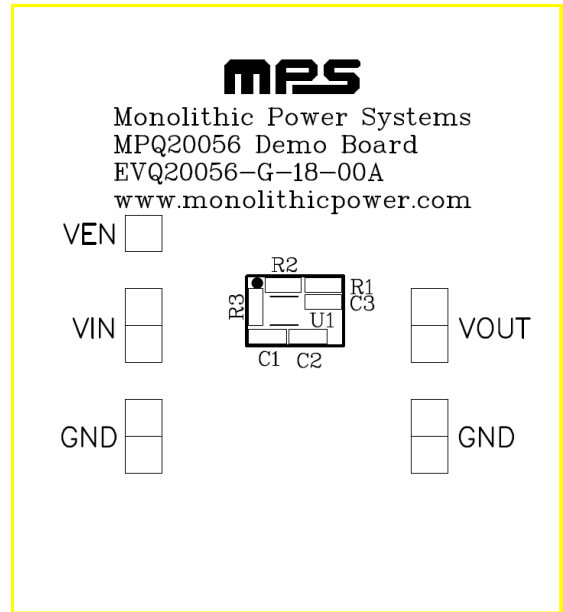 mps
Monolithic Power Systems
MPQ20056 Demo Board
EVQ20056-G-18-00A
www.monolithicpower.com
VEN
R2
R1
C3
R3
U1
VIN
VOUT
C1 C2
GND
GND